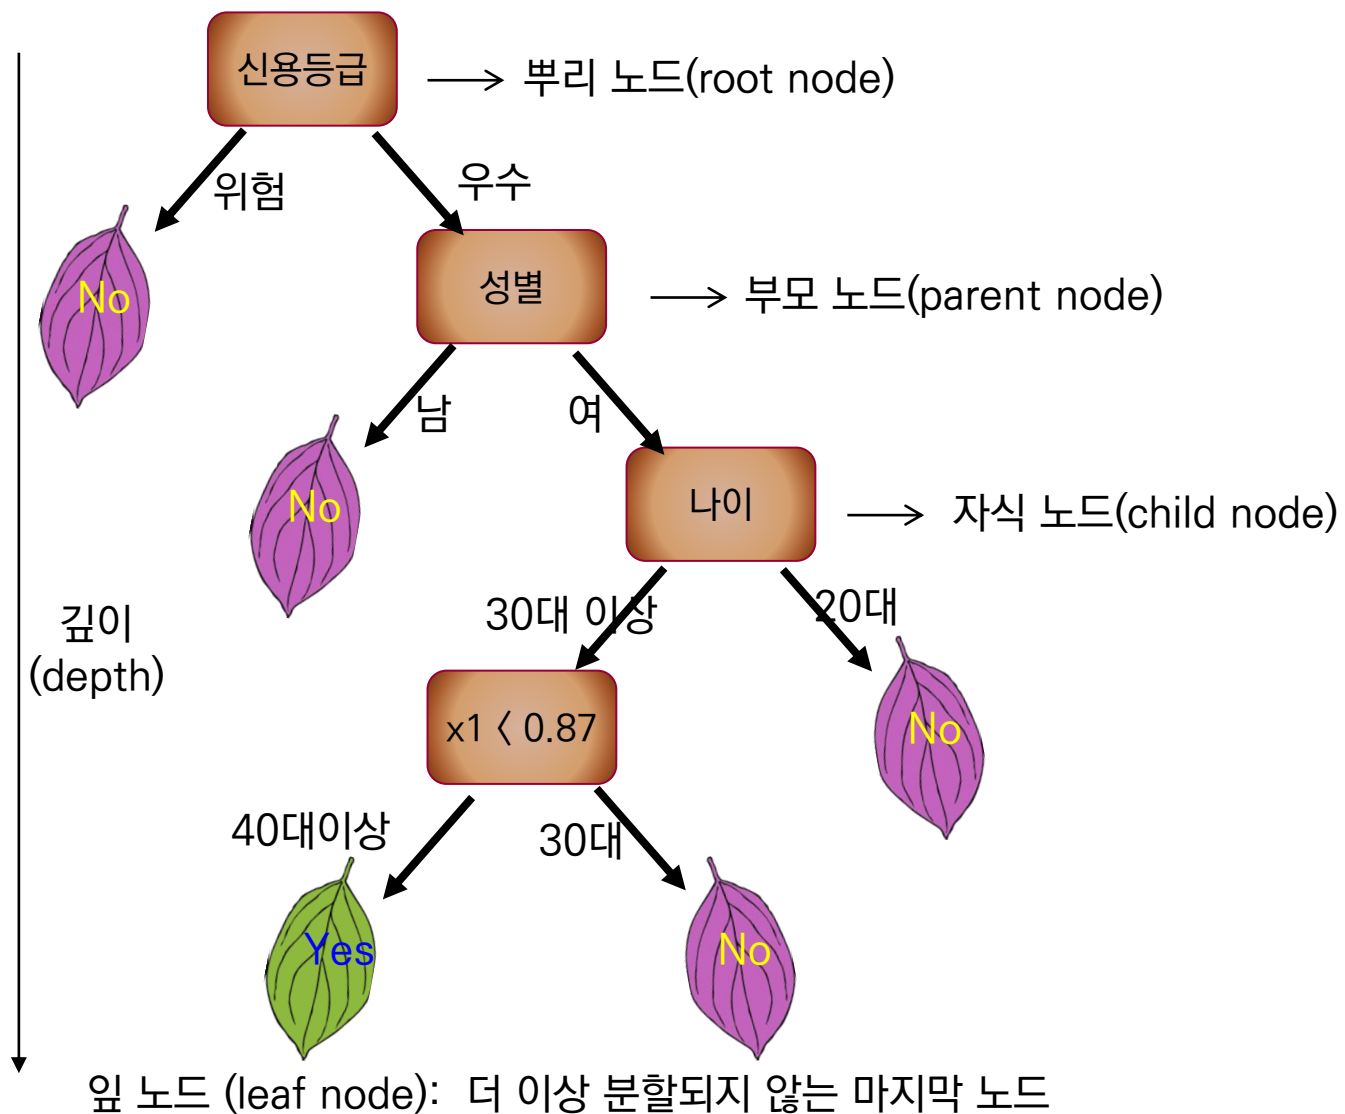 신용등급
뿌리 노드(root node)
위험
우수
No
성별
부모 노드(parent node)
남
여
No
나이
자식 노드(child node)
30대 이상
20대
깊이
(depth)
x1 < 0.87
No
40대이상
30대
Yes
No
잎 노드 (leaf node): 더 이상 분할되지 않는 마지막 노드